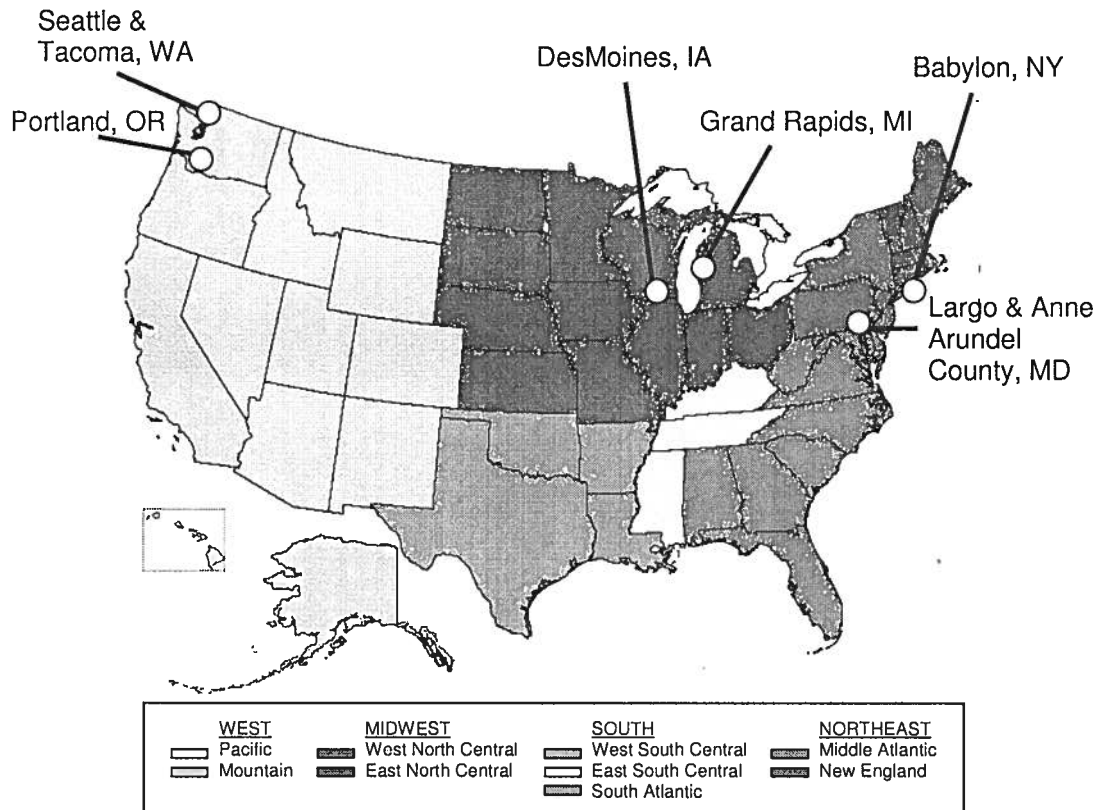 Seattle &
Tacoma, WA
Portland, OR
DesMoines, IA
Grand Rapids, MI
Babylon, NY
Largo & Anne
Arundel
County, MD
WEST
Pacific
Mountain
MIDWEST
West North Central
East North Central
SOUTH
West South Central
East South Central
South Atlantic
NORTHEAST
Middle Atlantic
New England